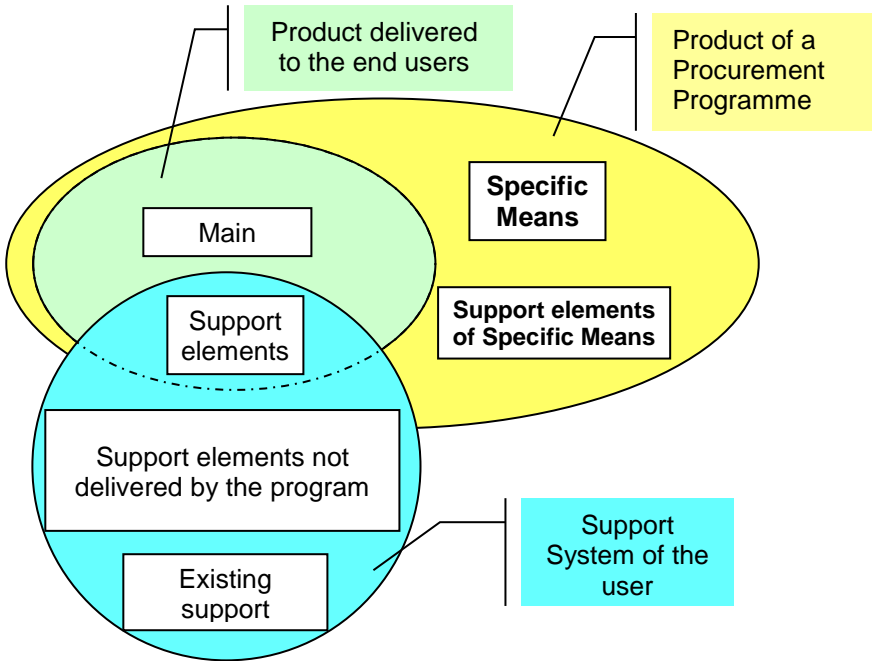 Product delivered
to the end users
Product of a
Procurement
Programme
Specific
Means
Main
Support elements
of Specific Means
Support
elements
Support elements not
delivered by the program
Support
System of the
user
Existing
support